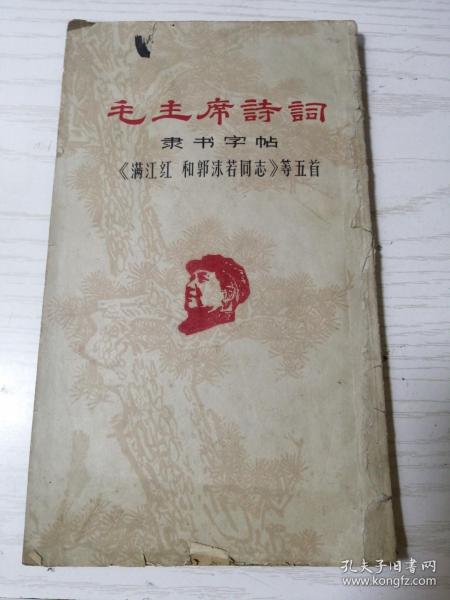 毛主席詩詞
隶书字帖
《满江红 和郭沫若同志》等五首
孔夫子旧书网
www.kongfz.com